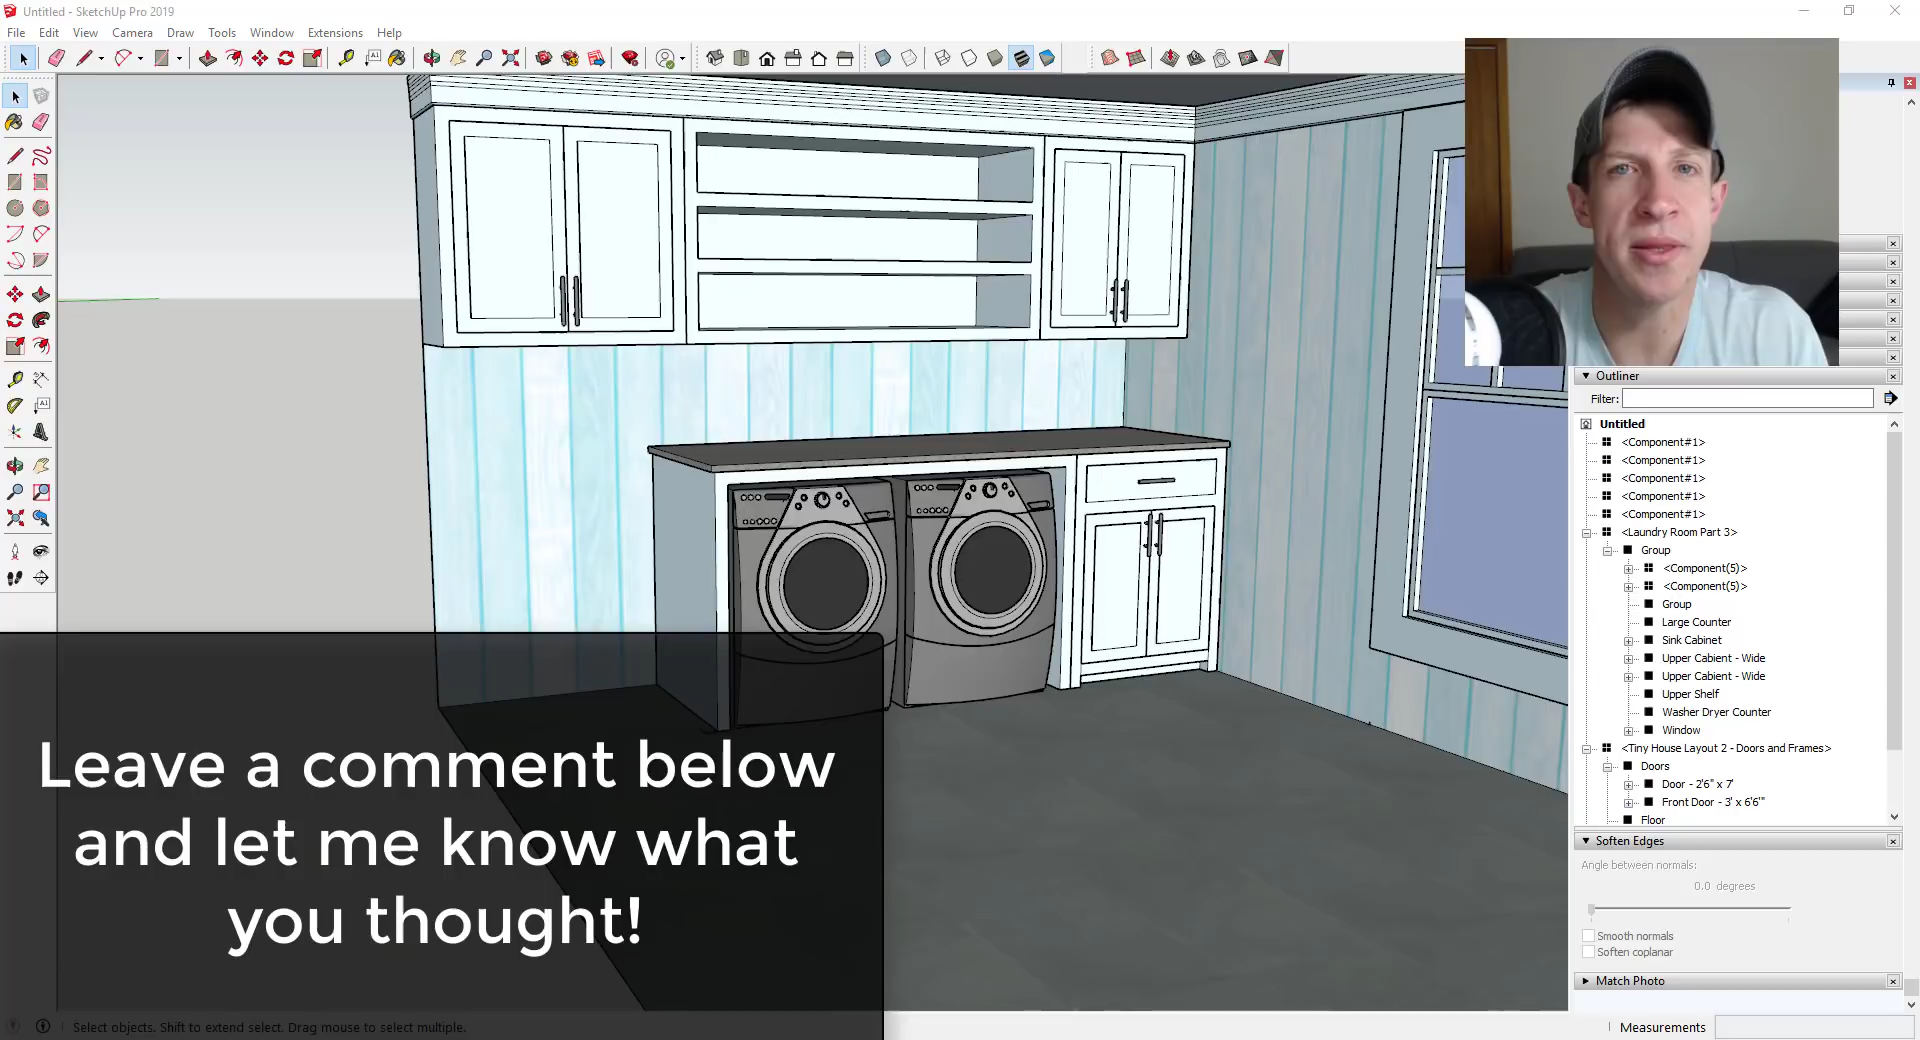 Untitled - SketchUp Pro 2019
File Edit View Camera Draw Tools Window Extensions Help
Outliner
Filter:
Untitled
<Component#1>
<Component#1>
<Component#1>
<Component#1>
<Component#1>
<Laundry Room Part 3>
Group
<Component(5)>
<Component(5)>
Group
Large Counter
Sink Cabinet
Upper Cabient - Wide
Upper Cabient - Wide
Upper Shelf
Washer Dryer Counter
Window
<Tiny House Layout 2 - Doors and Frames>
Doors
Door - 2'6" x 7'
Front Door - 3' x 6'6"'
Floor
Soften Edges
Angle between normals:
0.0 degrees
Smooth normals
Soften coplanar
Match Photo
Leave a comment below
and let me know what
you thought!
Select objects. Shift to extend select. Drag mouse to select multiple.
Measurements